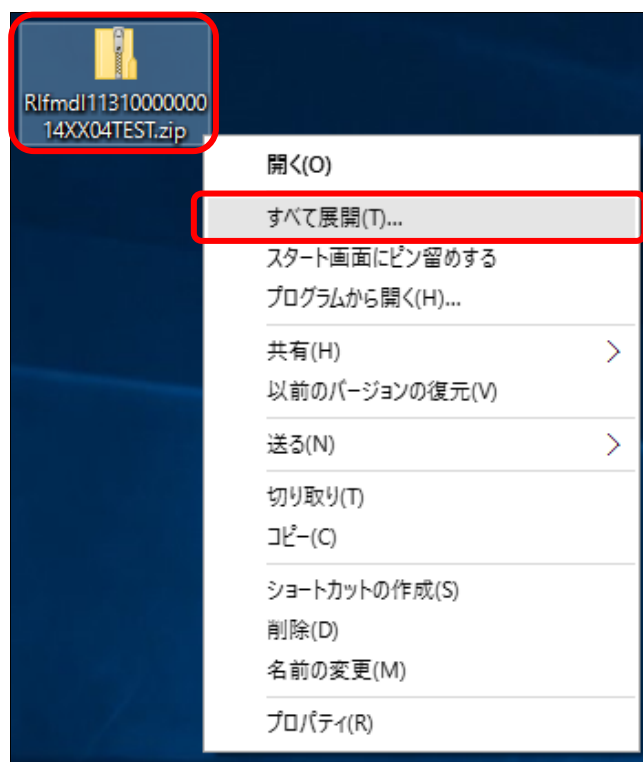 RIfmdl11310000000
14XX04TEST.zip
開く(O)
すべて展開(T)...
スタート画面にピン留めする
プログラムから開く(H)...
共有(H)
以前のバージョンの復元(V)
送る(N)
切り取り(T)
コピー(C)
ショートカットの作成(S)
削除(D)
名前の変更(M)
プロパティ(R)